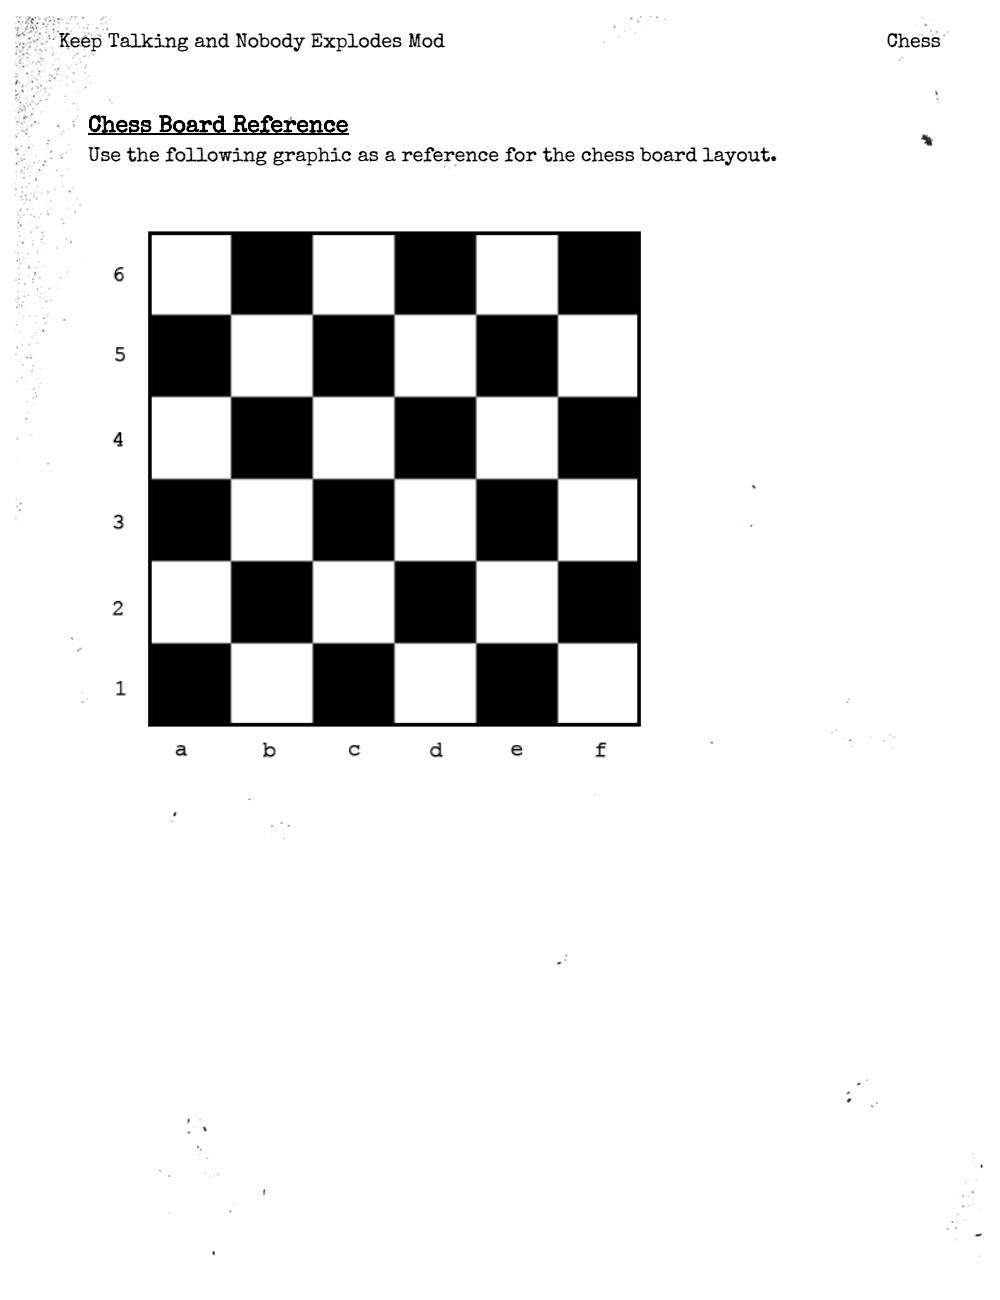 Keep Talking and Nobody Explodes Mod Chess
Chess Board Reference
Use the following graphic as a reference for the chess board layout.
6
5
4
3
2
1
a b c d e f